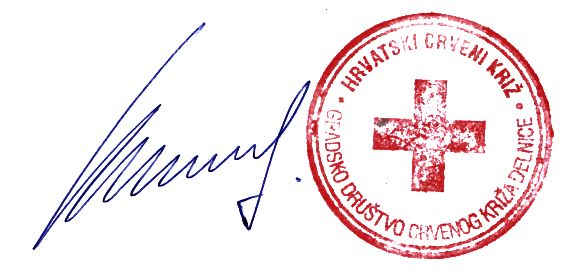 • HRVATSKI CRVENI KRIŽ •
GRADSKO DRUŠTVO CRVENOG KRIŽA DELNICE